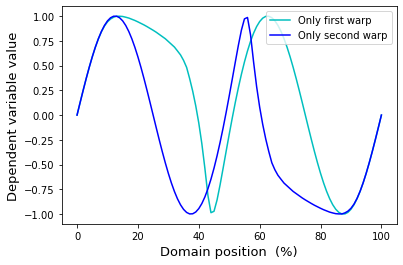 Only first warp
Only second warp
Dependent variable value
1.00
0.75
0.50
0.25
0.00
−0.25
−0.50
−0.75
−1.00
0 20 40 60 80 100
Domain position (%)